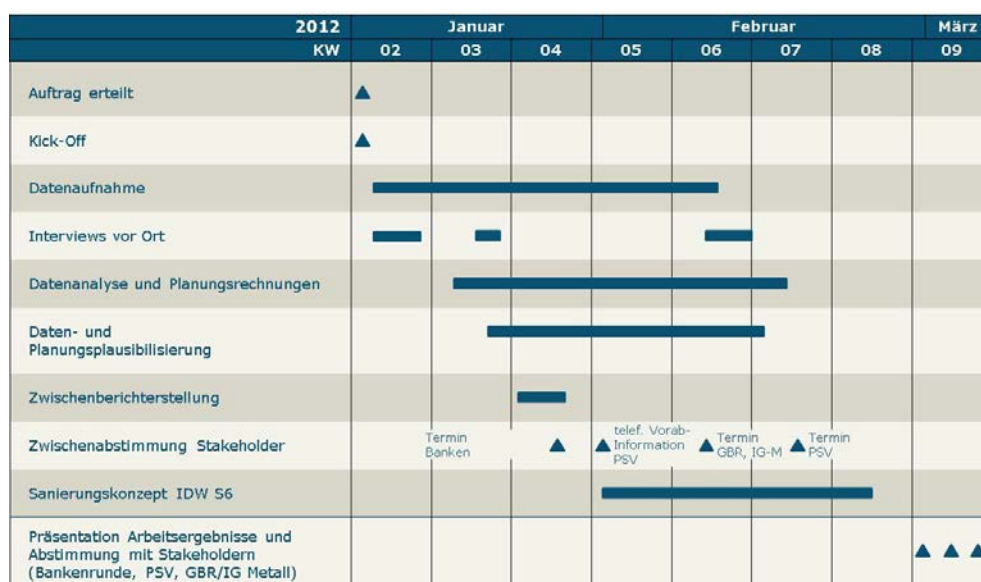 2012 Januar Februar März
KW 02 03 04 05 06 07 08 09
Auftrag erteilt
Kick-Off
Datenaufnahme
Interviews vor Ort
Datenanalyse und Planungsrechnungen
Daten- und
Planungsplausibilisierung
Zwischenberichterstellung
Zwischenabstimmung Stakeholder
Termin
Banken
telef. Vorab-
Information
PSV
Termin
GBR, IG-M
Termin
PSV
Sanierungskonzept IDW S6
Präsentation Arbeitsergebnisse und
Abstimmung mit Stakeholdern
(Bankenrunde, PSV, GBR/IG Metall)